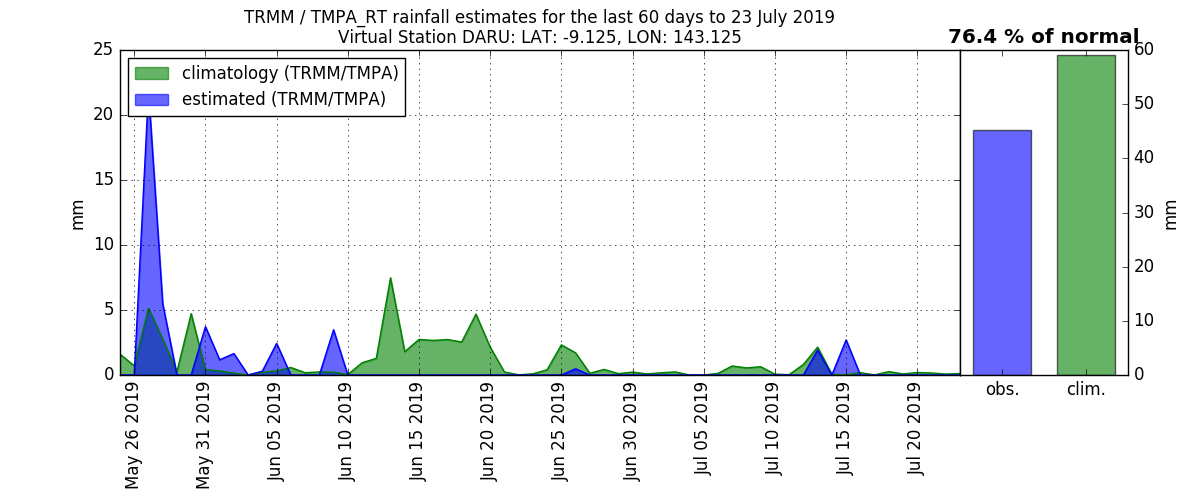 TRMM / TMPA_RT rainfall estimates for the last 60 days to 23 July 2019
Virtual Station DARU: LAT: -9.125, LON: 143.125
76.4 % of normal
climatology (TRMM/TMPA)
estimated (TRMM/TMPA)
mm
25
20
15
10
5
0
May 26 2019
May 31 2019
Jun 05 2019
Jun 10 2019
Jun 15 2019
Jun 20 2019
Jun 25 2019
Jun 30 2019
Jul 05 2019
Jul 10 2019
Jul 15 2019
Jul 20 2019
60
50
40
30
20
10
0
mm
obs.
clim.